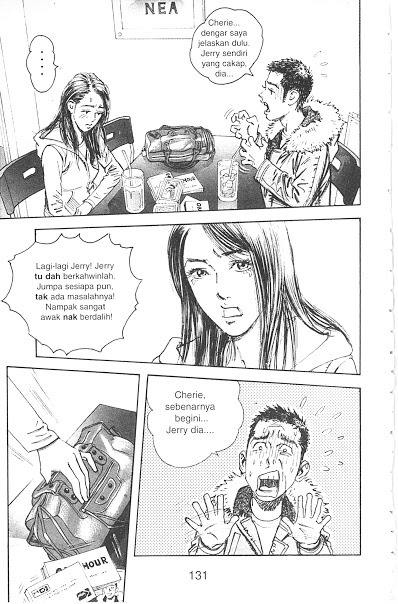 NEA
Cherie...
dengar saya
jelaskan dulu.
Jerry sendiri
yang cakap,
dia...
...
HOUR
Lagi-lagi Jerry! Jerry
tu dah berkahwinlah,
Jumpa sesiapa pun,
tak ada masalahnya!
Nampak sangat
awak nak berdalih!
Cherie,
sebenarnya
begini...
Jerry dia....
HOUR
131